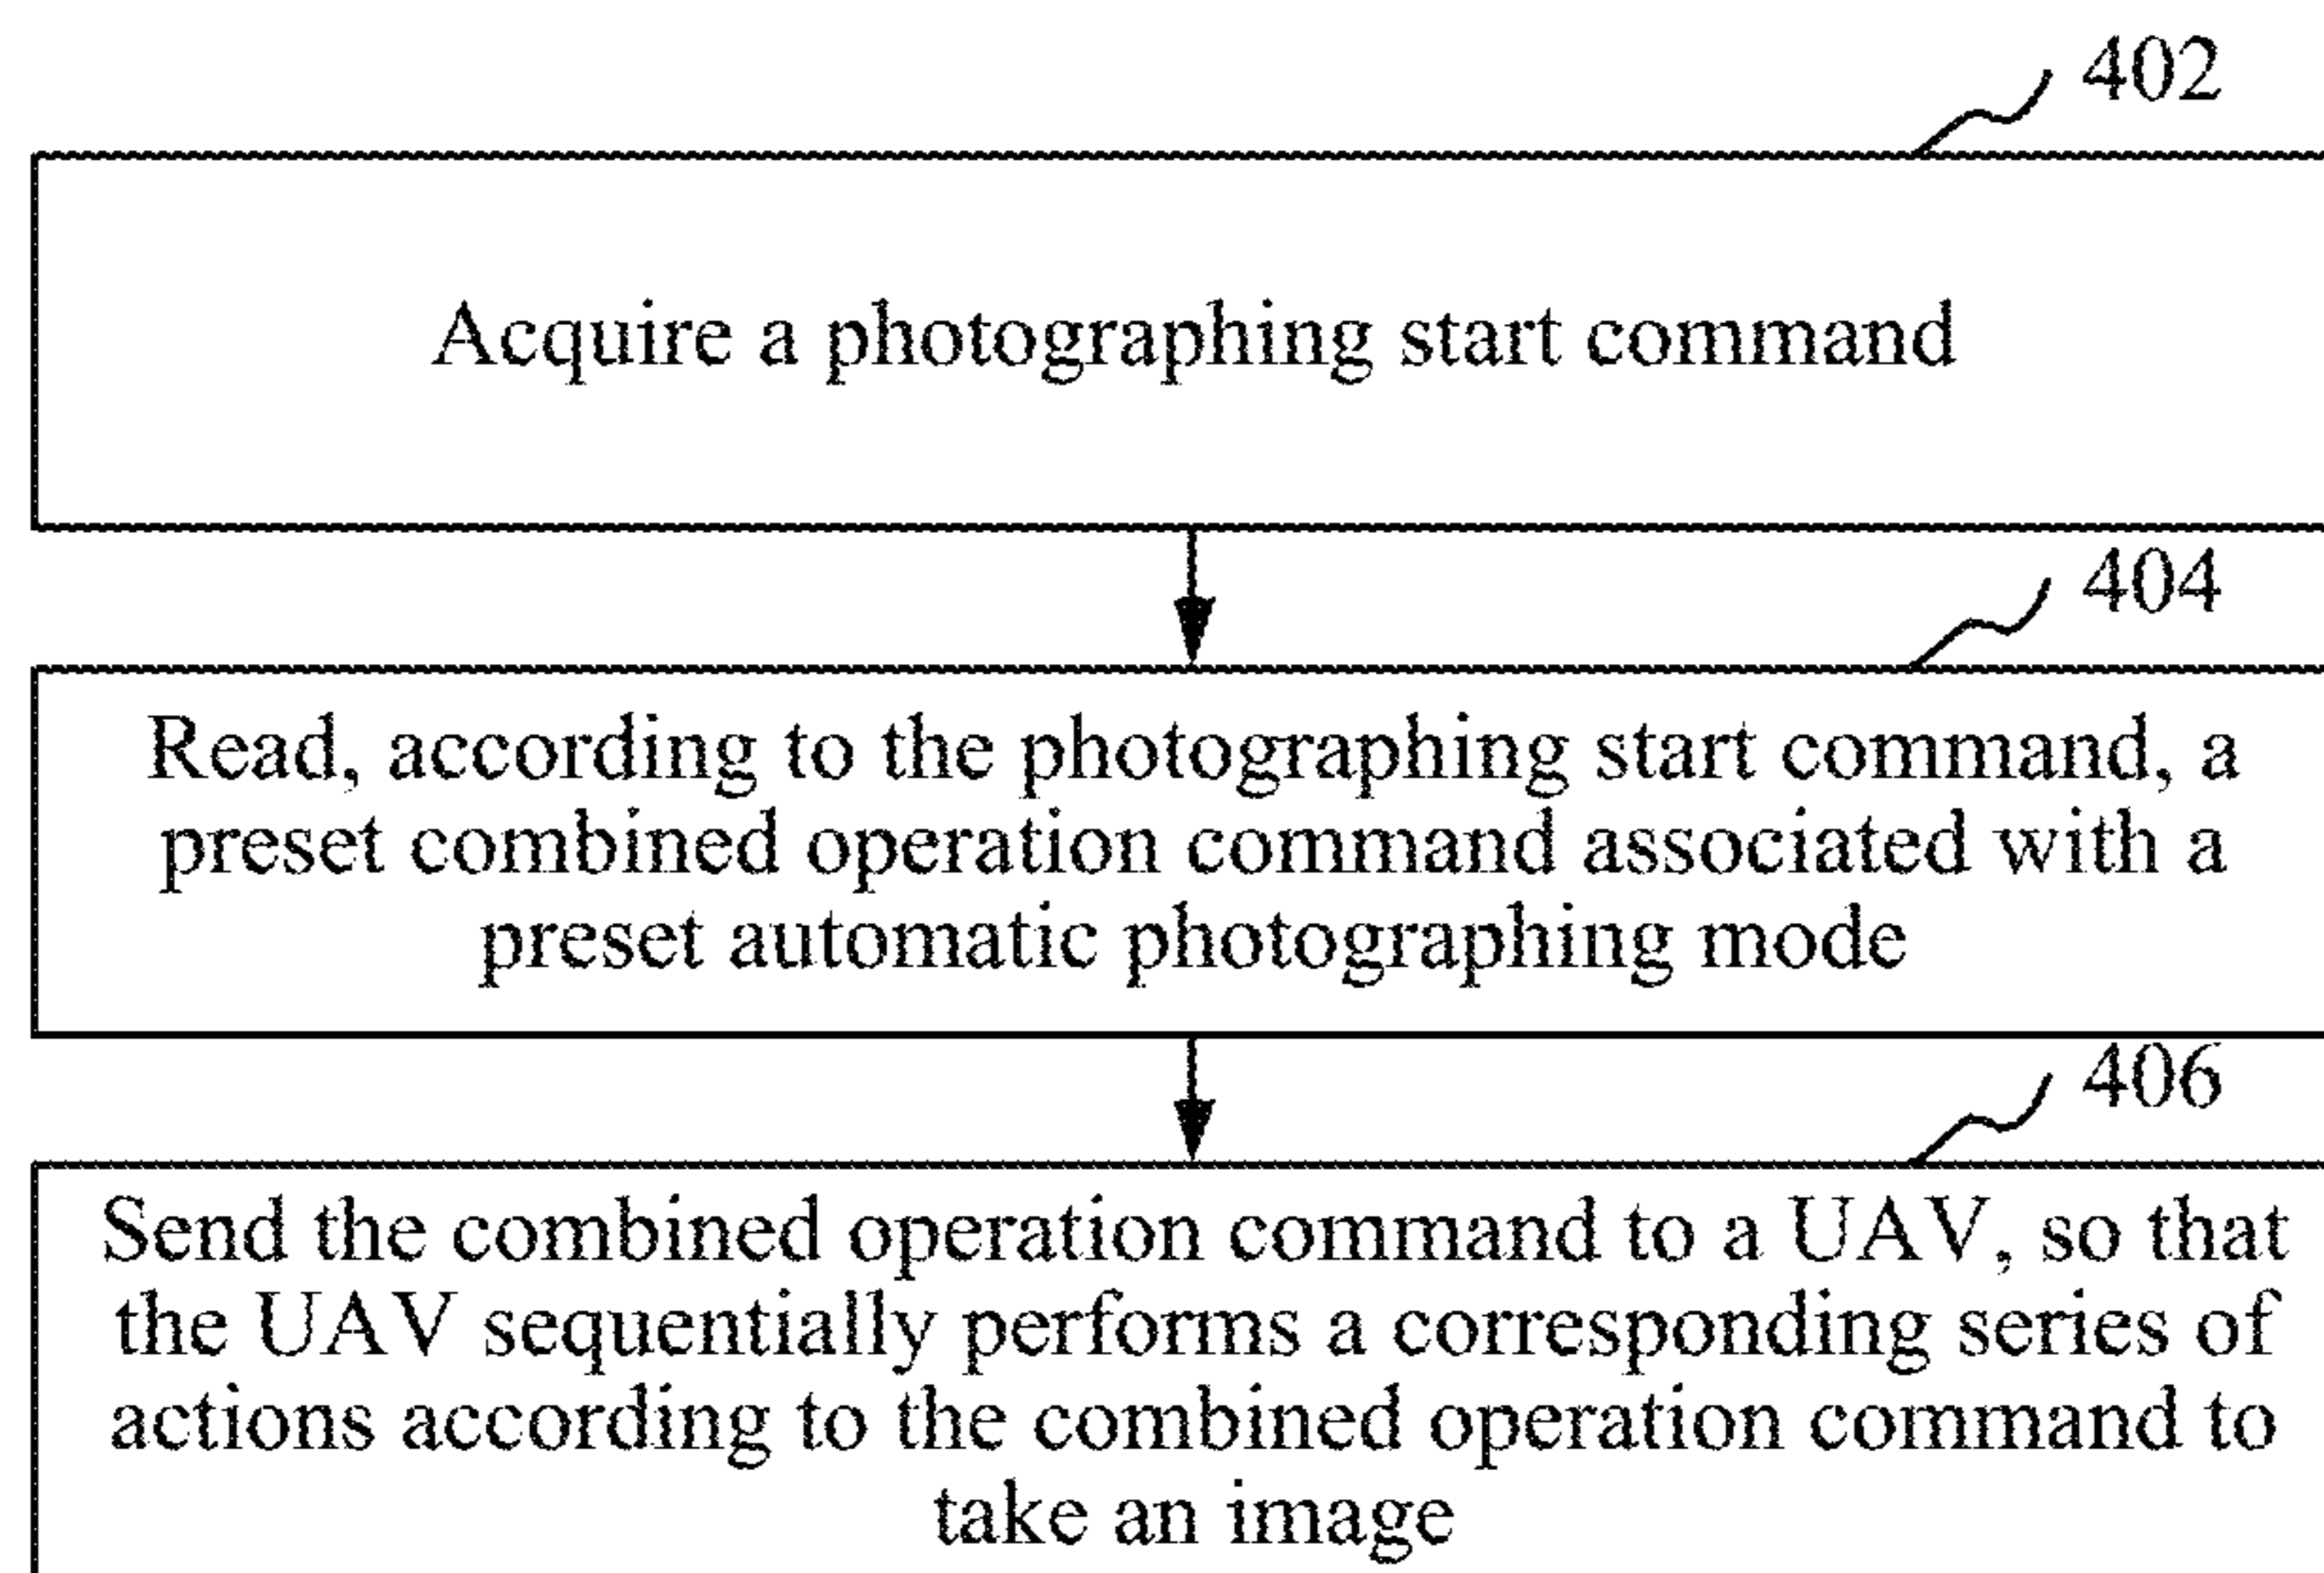 402
Acquire a photographing start command
404
Read, according to the photographing start command, a
preset combined operation command associated with a
preset automatic photographing mode
406
Send the combined operation command to a UAV, so that
the UAV sequentially performs a corresponding series of
actions according to the combined operation command to
take an image